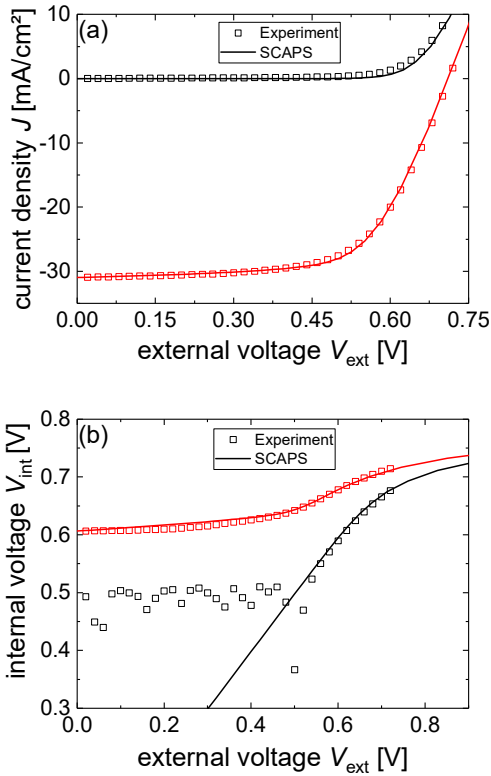 (a)
Experiment
SCAPS
current density J [mA/cm²]
10
0
-10
-20
-30
0.00 0.15 0.30 0.45 0.60 0.75
external voltage Vext [V]
(b)
Experiment
SCAPS
internal voltage Vint [V]
0.8
0.7
0.6
0.5
0.4
0.3
0.0 0.2 0.4 0.6 0.8
external voltage Vext [V]